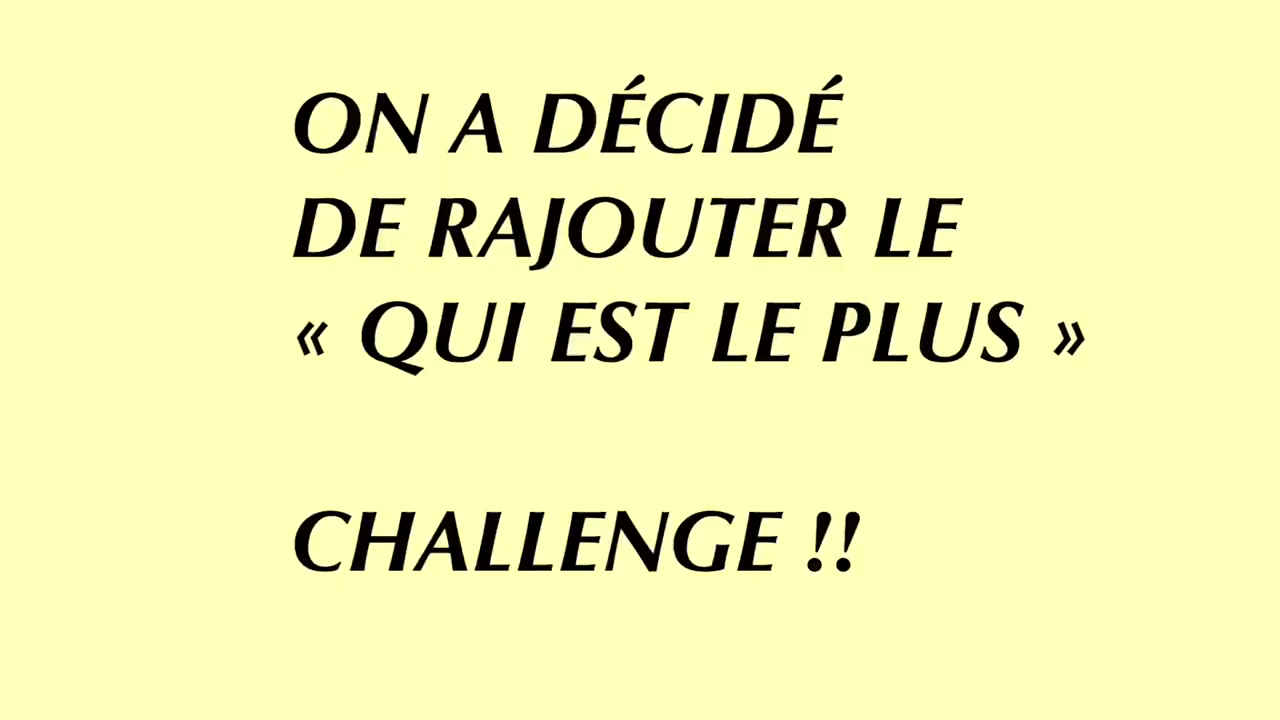 ON A DÉCIDÉ
DE RAJOUTER LE
« QUI EST LE PLUS »
CHALLENGE !!